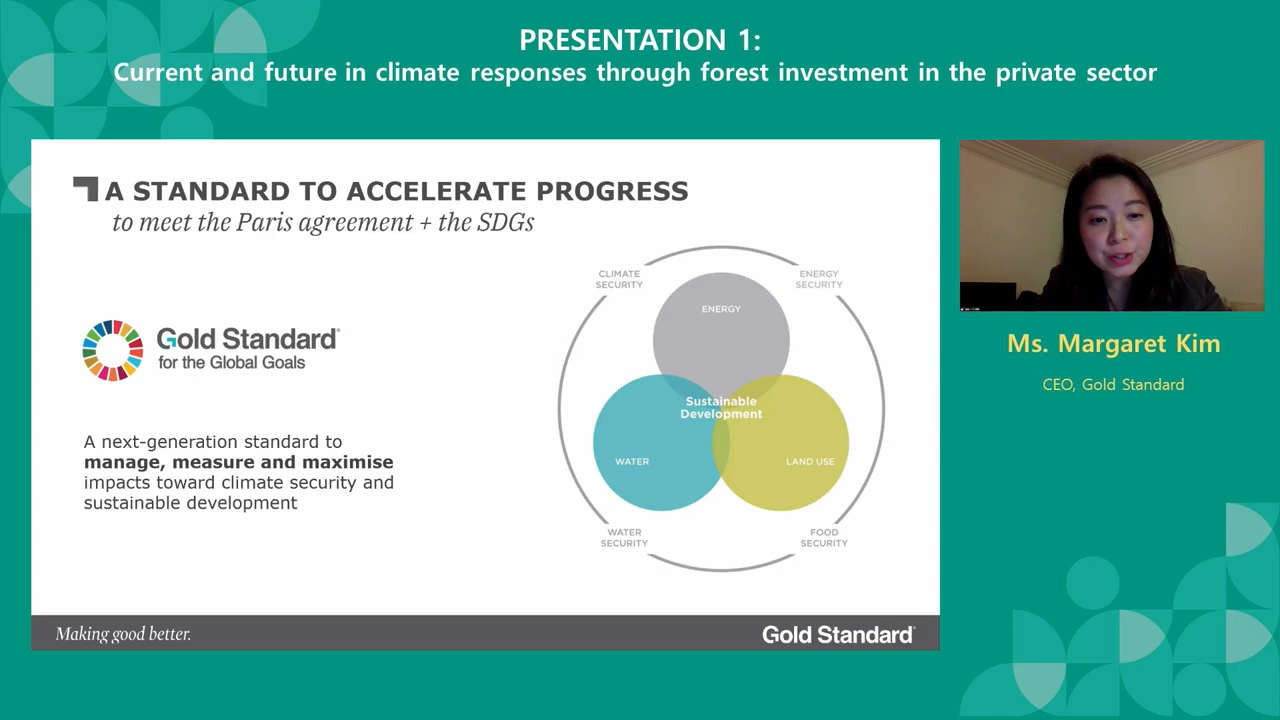 PRESENTATION 1:
Current and future in climate responses through forest investment in the private sector
A STANDARD TO ACCELERATE PROGRESS
to meet the Paris agreement + the SDGs
CLIMATE
SECURITY
ENERGY
SECURITY
ENERGY
Gold Standard®
for the Global Goals
Sustainable
Development
WATER
LAND USE
A next-generation standard to
manage, measure and maximise
impacts toward climate security and
sustainable development
WATER
SECURITY
FOOD
SECURITY
Making good better.
Gold Standard®
Ms. Margaret Kim
CEO, Gold Standard